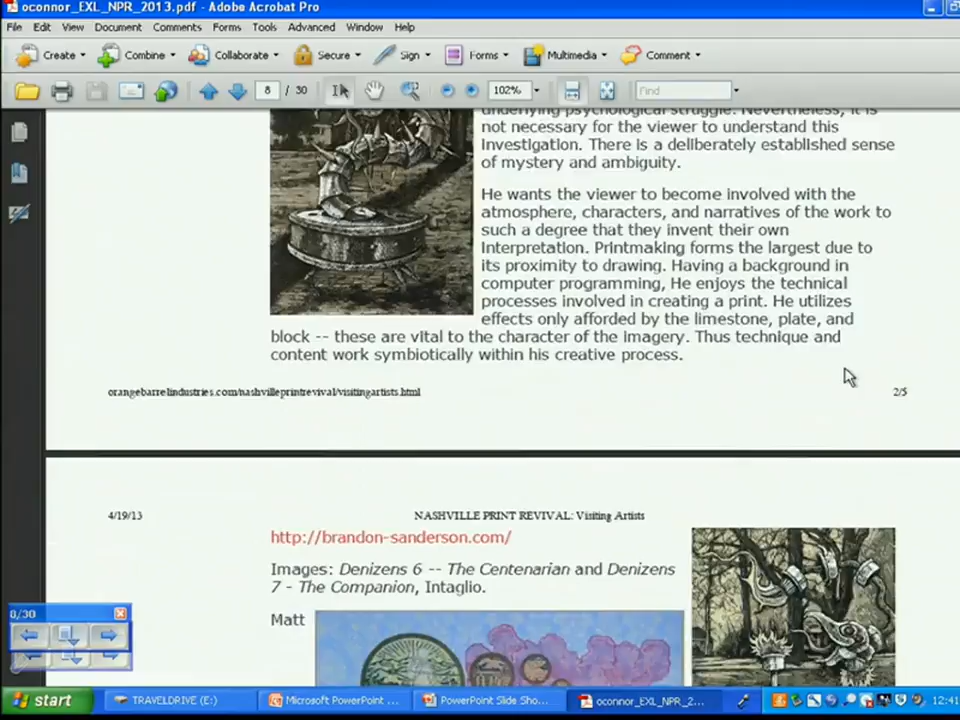 oconnor_EXL_NPR_2013.pdf - Adobe Acrobat Pro
File Edit View Document Comments Forms Tools Advanced Window Help
Create Combine Collaborate Secure Sign Forms Multimedia Comment
8 / 30 102% Find
underlying psychological struggle. Nevertheless, it is
not necessary for the viewer to understand this
investigation. There is a deliberately established sense
of mystery and ambiguity.
He wants the viewer to become involved with the
atmosphere, characters, and narratives of the work to
such a degree that they invent their own
interpretation. Printmaking forms the largest due to
its proximity to drawing. Having a background in
computer programming, He enjoys the technical
processes involved in creating a print. He utilizes
effects only afforded by the limestone, plate, and
block -- these are vital to the character of the imagery. Thus technique and
content work symbiotically within his creative process.
orangebarrelindustries.com/nashvilleprintrevival/visitingartists.html 2/5
4/19/13 NASHVILLE PRINT REVIVAL: Visiting Artists
http://brandon-sanderson.com/
Images: Denizens 6 -- The Centenarian and Denizens
7 - The Companion, Intaglio.
Matt
8/30
start TRAVELDRIVE (E:) Microsoft PowerPoint ... PowerPoint Slide Sho... oconnor_EXL_NPR_2... 12:41